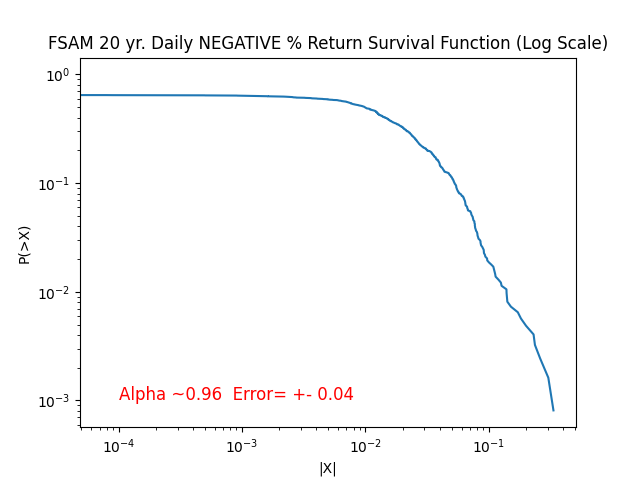 FSAM 20 yr. Daily NEGATIVE % Return Survival Function (Log Scale)
10⁰
10⁻¹
10⁻²
10⁻³
P(>X)
Alpha ~0.96  Error= +- 0.04
10⁻⁴ 10⁻³ 10⁻² 10⁻¹
|X|